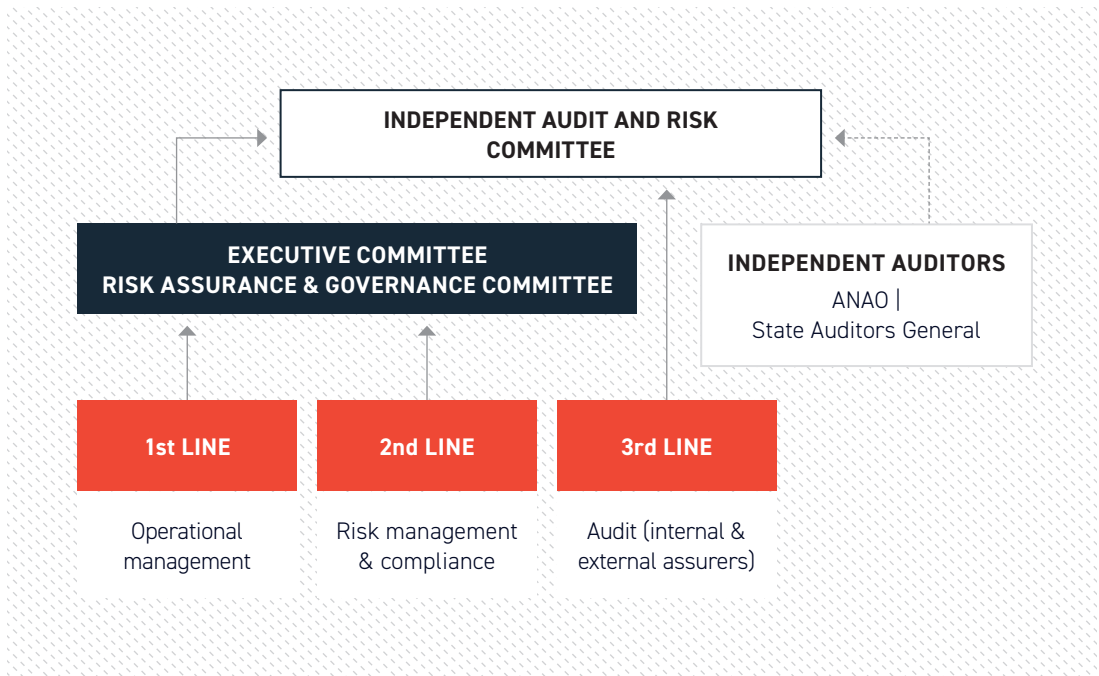 INDEPENDENT AUDIT AND RISK
COMMITTEE
EXECUTIVE COMMITTEE
RISK ASSURANCE & GOVERNANCE COMMITTEE
INDEPENDENT AUDITORS
ANAO |
State Auditors General
1st LINE
2nd LINE
3rd LINE
Operational
management
Risk management
& compliance
Audit (internal &
external assurers)